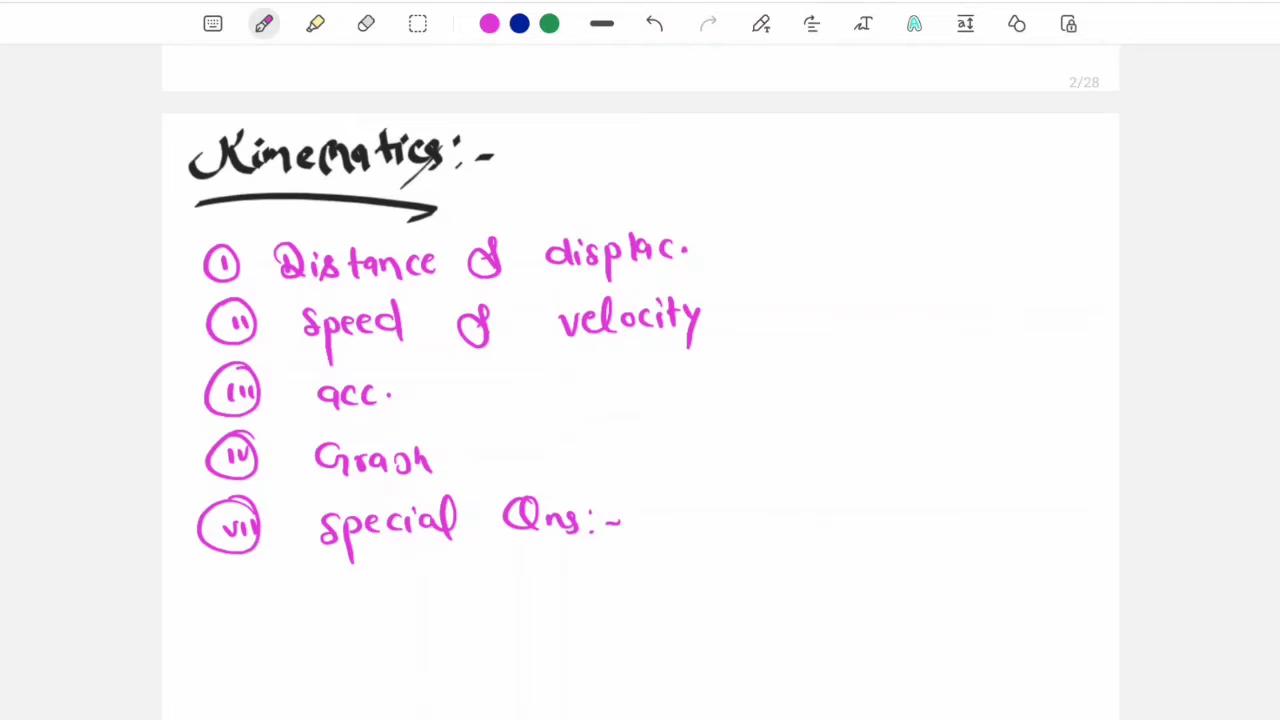 2/28
Kinematics:-
(i) Distance & displac.
(ii) Speed & velocity
(iii) acc.
(iv) Graph
(vii) Special Qns:-